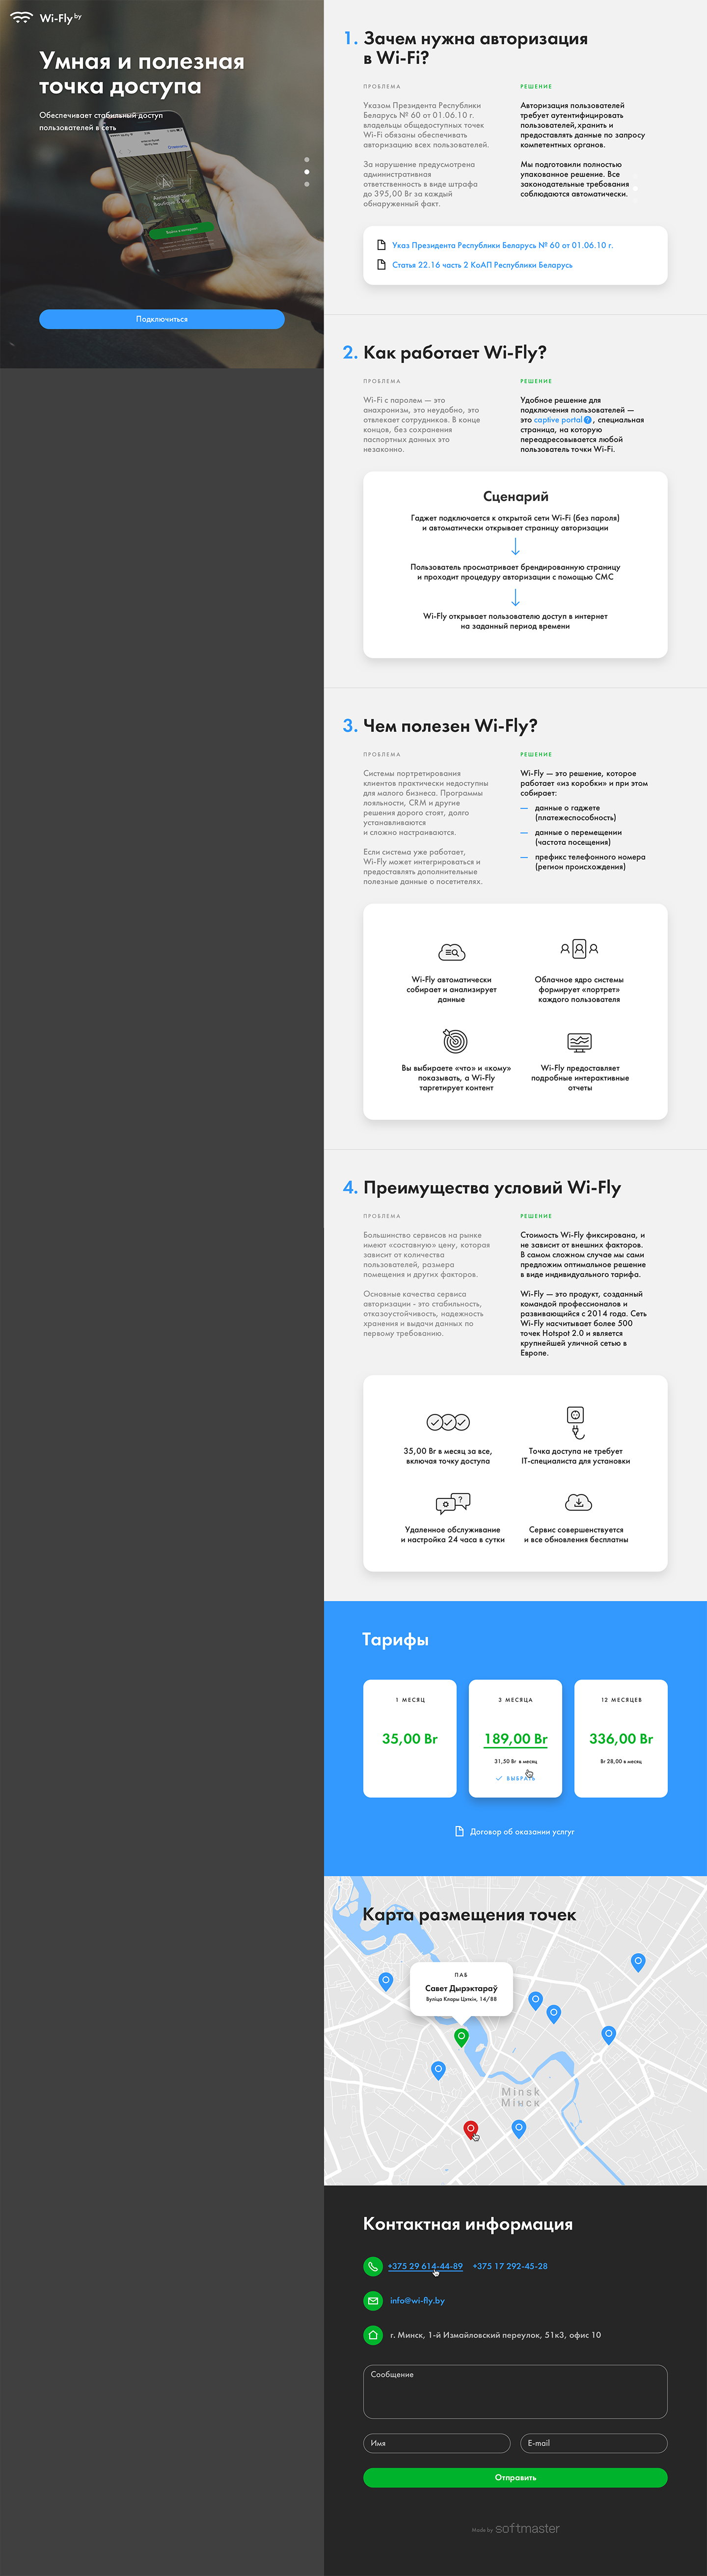 Wi-Fly by
Умная и полезная
точка доступа
Обеспечивает стабильный доступ
пользователей в сеть
Подключиться
1. Зачем нужна авторизация
в Wi-Fi?
ПРОБЛЕМА
Указом Президента Республики
Беларусь № 60 от 01.06.10 г.
владельцы общедоступных точек
Wi-Fi обязаны обеспечивать
авторизацию всех пользователей.
За нарушение предусмотрена
административная
ответственность в виде штрафа
до 395,00 Br за каждый
обнаруженный факт.
РЕШЕНИЕ
Авторизация пользователей
требует аутентифицировать
пользователей,хранить и
предоставлять данные по запросу
компетентных органов.
Мы подготовили полностью
упакованное решение. Все
законодательные требования
соблюдаются автоматически.
Указ Президента Республики Беларусь № 60 от 01.06.10 г.
Статья 22.16 часть 2 КоАП Республики Беларусь
2. Как работает Wi-Fly?
ПРОБЛЕМА
Wi-Fi с паролем — это
анахронизм, это неудобно, это
отвлекает сотрудников. В конце
концов, без сохранения
паспортных данных это
незаконно.
РЕШЕНИЕ
Удобное решение для
подключения пользователей —
это captive portal ?, специальная
страница, на которую
переадресовывается любой
пользователь точки Wi-Fi.
Сценарий
Гаджет подключается к открытой сети Wi-Fi (без пароля)
и автоматически открывает страницу авторизации
Пользователь просматривает брендированную страницу
и проходит процедуру авторизации с помощью СМС
Wi-Fly открывает пользователю доступ в интернет
на заданный период времени
3. Чем полезен Wi-Fly?
ПРОБЛЕМА
Системы портретирования
клиентов практически недоступны
для малого бизнеса. Программы
лояльности, CRM и другие
решения дорого стоят, долго
устанавливаются
и сложно настраиваются.
Если система уже работает,
Wi-Fly может интегрироваться и
предоставлять дополнительные
полезные данные о посетителях.
РЕШЕНИЕ
Wi-Fly — это решение, которое
работает «из коробки» и при этом
собирает:
— данные о гаджете
(платежеспособность)
— данные о перемещении
(частота посещения)
— префикс телефонного номера
(регион происхождения)
Wi-Fly автоматически
собирает и анализирует
данные
Облачное ядро системы
формирует «портрет»
каждого пользователя
Вы выбираете «что» и «кому»
показывать, а Wi-Fly
таргетирует контент
Wi-Fly предоставляет
подробные интерактивные
отчеты
4. Преимущества условий Wi-Fly
ПРОБЛЕМА
Большинство сервисов на рынке
имеют «составную» цену, которая
зависит от количества
пользователей, размера
помещения и других факторов.
Основные качества сервиса
авторизации - это стабильность,
отказоустойчивость, надежность
хранения и выдачи данных по
первому требованию.
РЕШЕНИЕ
Стоимость Wi-Fly фиксирована, и
не зависит от внешних факторов.
В самом сложном случае мы сами
предложим оптимальное решение
в виде индивидуального тарифа.
Wi-Fly — это продукт, созданный
командой профессионалов и
развивающийся с 2014 года. Сеть
Wi-Fly насчитывает более 500
точек Hotspot 2.0 и является
крупнейшей уличной сетью в
Европе.
35,00 Br в месяц за все,
включая точку доступа
Точка доступа не требует
IT-специалиста для установки
Удаленное обслуживание
и настройка 24 часа в сутки
Сервис совершенствуется
и все обновления бесплатны
Тарифы
1 МЕСЯЦ
35,00 Br
3 МЕСЯЦА
189,00 Br
31,50 Br в месяц
ВЫБРАТЬ
12 МЕСЯЦЕВ
336,00 Br
Br 28,00 в месяц
Договор об оказании услгуг
Карта размещения точек
ПАБ
Савет Дырэктараў
Вуліца Клары Цэткін, 14/88
Minsk
Мінск
Контактная информация
+375 29 614-44-89 +375 17 292-45-28
info@wi-fly.by
г. Минск, 1-й Измайловский переулок, 51к3, офис 10
Сообщение
Имя
E-mail
Отправить
Made by softmaster